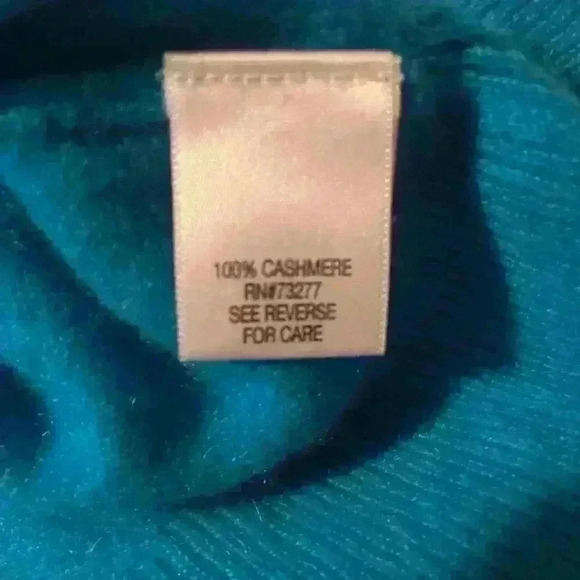 100% CASHMERE
RN#73277
SEE REVERSE
FOR CARE